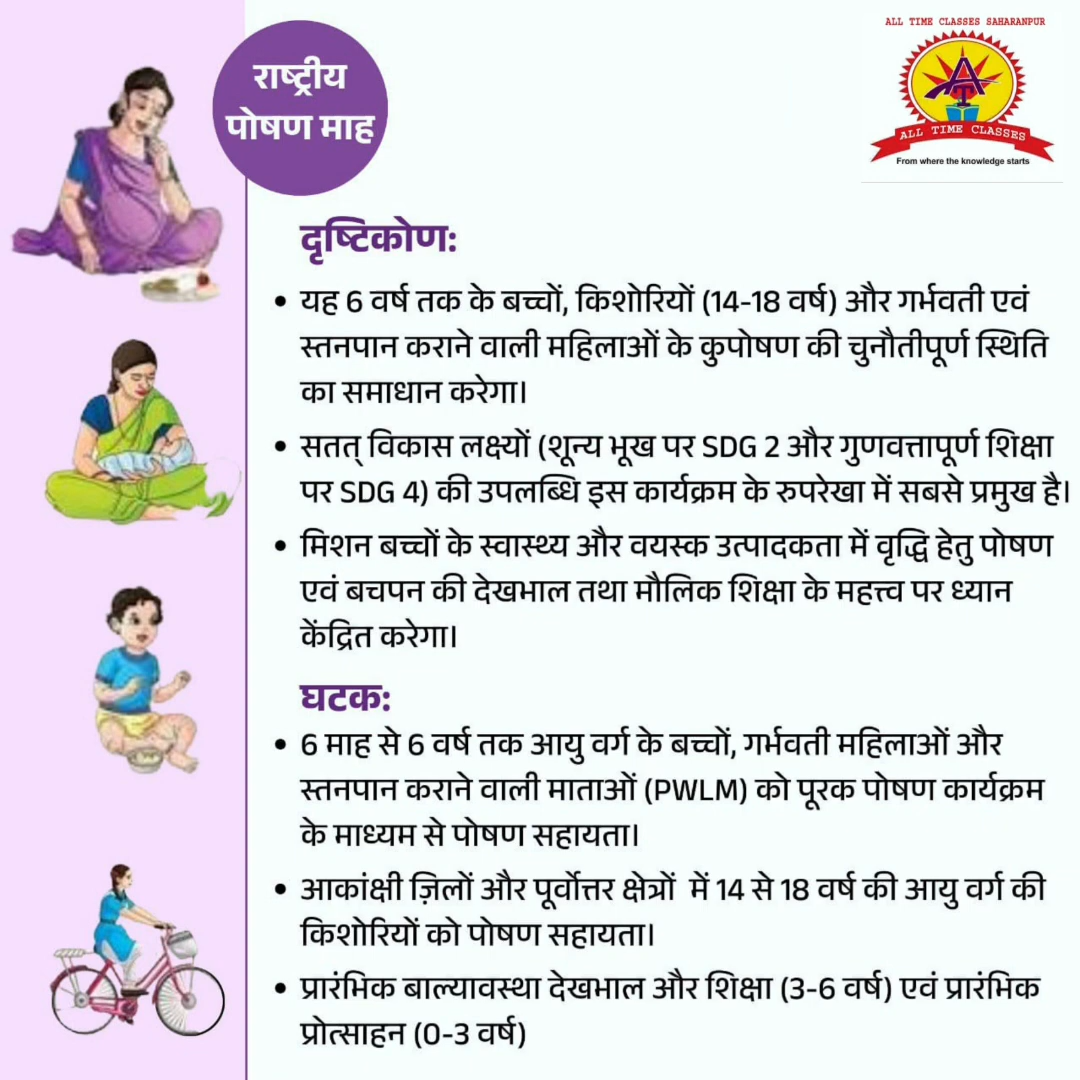 ALL TIME CLASSES SAHARANPUR
राष्ट्रीय
पोषण माह
AT
ALL TIME CLASSES
From where the knowledge starts
दृष्टिकोण:
• यह 6 वर्ष तक के बच्चों, किशोरियों (14-18 वर्ष) और गर्भवती एवं
स्तनपान कराने वाली महिलाओं के कुपोषण की चुनौतीपूर्ण स्थिति
का समाधान करेगा।
• सतत् विकास लक्ष्यों (शून्य भूख पर SDG 2 और गुणवत्तापूर्ण शिक्षा
पर SDG 4) की उपलब्धि इस कार्यक्रम के रुपरेखा में सबसे प्रमुख है।
• मिशन बच्चों के स्वास्थ्य और वयस्क उत्पादकता में वृद्धि हेतु पोषण
एवं बचपन की देखभाल तथा मौलिक शिक्षा के महत्त्व पर ध्यान
केंद्रित करेगा।
घटक:
• 6 माह से 6 वर्ष तक आयु वर्ग के बच्चों, गर्भवती महिलाओं और
स्तनपान कराने वाली माताओं (PWLM) को पूरक पोषण कार्यक्रम
के माध्यम से पोषण सहायता।
• आकांक्षी ज़िलों और पूर्वोत्तर क्षेत्रों में 14 से 18 वर्ष की आयु वर्ग की
किशोरियों को पोषण सहायता।
• प्रारंभिक बाल्यावस्था देखभाल और शिक्षा (3-6 वर्ष) एवं प्रारंभिक
प्रोत्साहन (0-3 वर्ष)